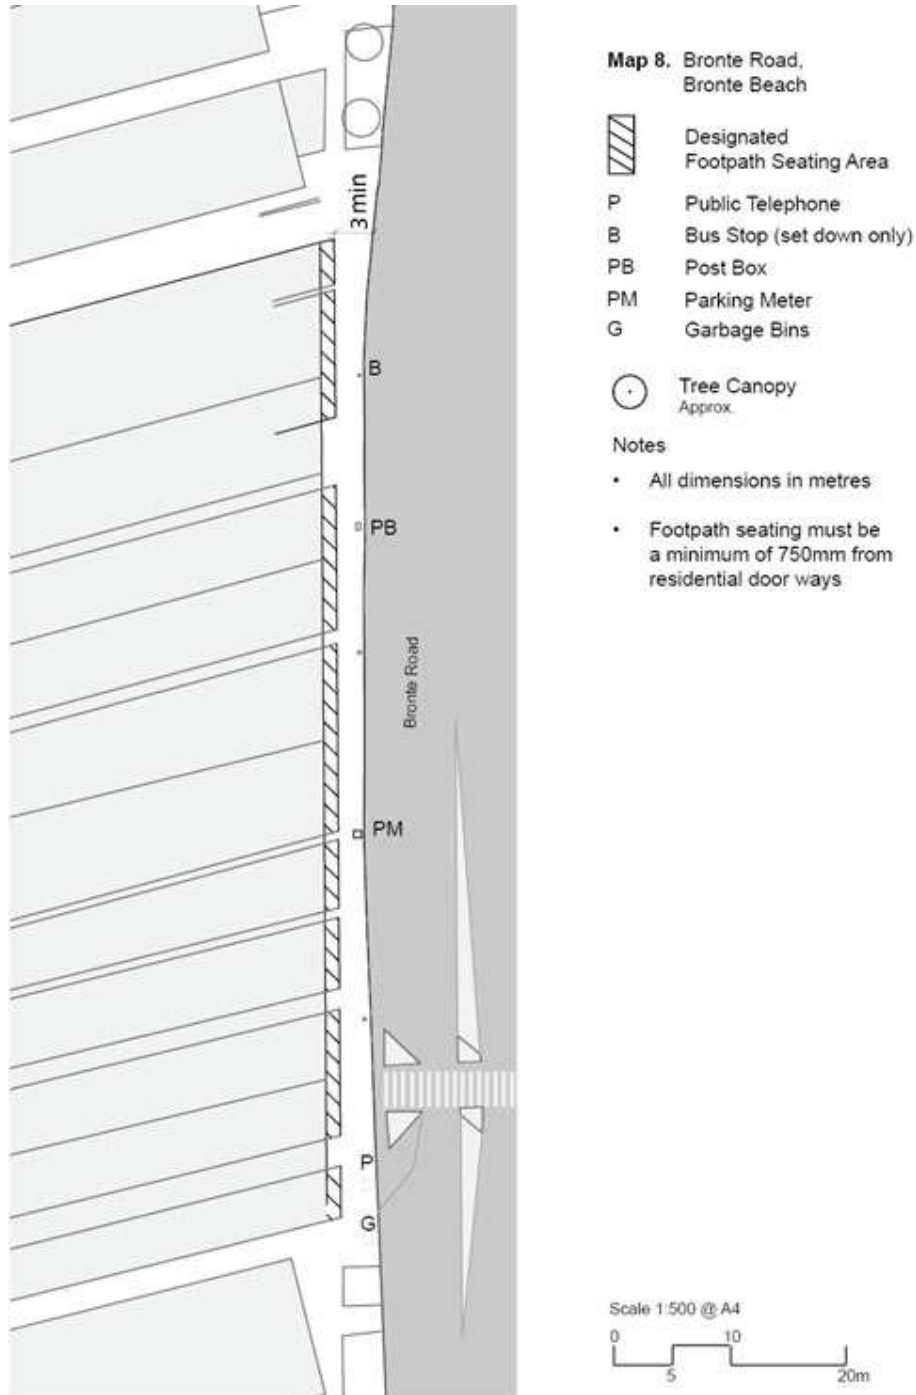 3 min
B
PB
Bronte Road
PM
P
G
Map 8. Bronte Road,
Bronte Beach
Designated
Footpath Seating Area
P Public Telephone
B Bus Stop (set down only)
PB Post Box
PM Parking Meter
G Garbage Bins
Tree Canopy
Approx.
Notes
• All dimensions in metres
• Footpath seating must be
a minimum of 750mm from
residential door ways
Scale 1:500 @ A4
0 10
5 20m